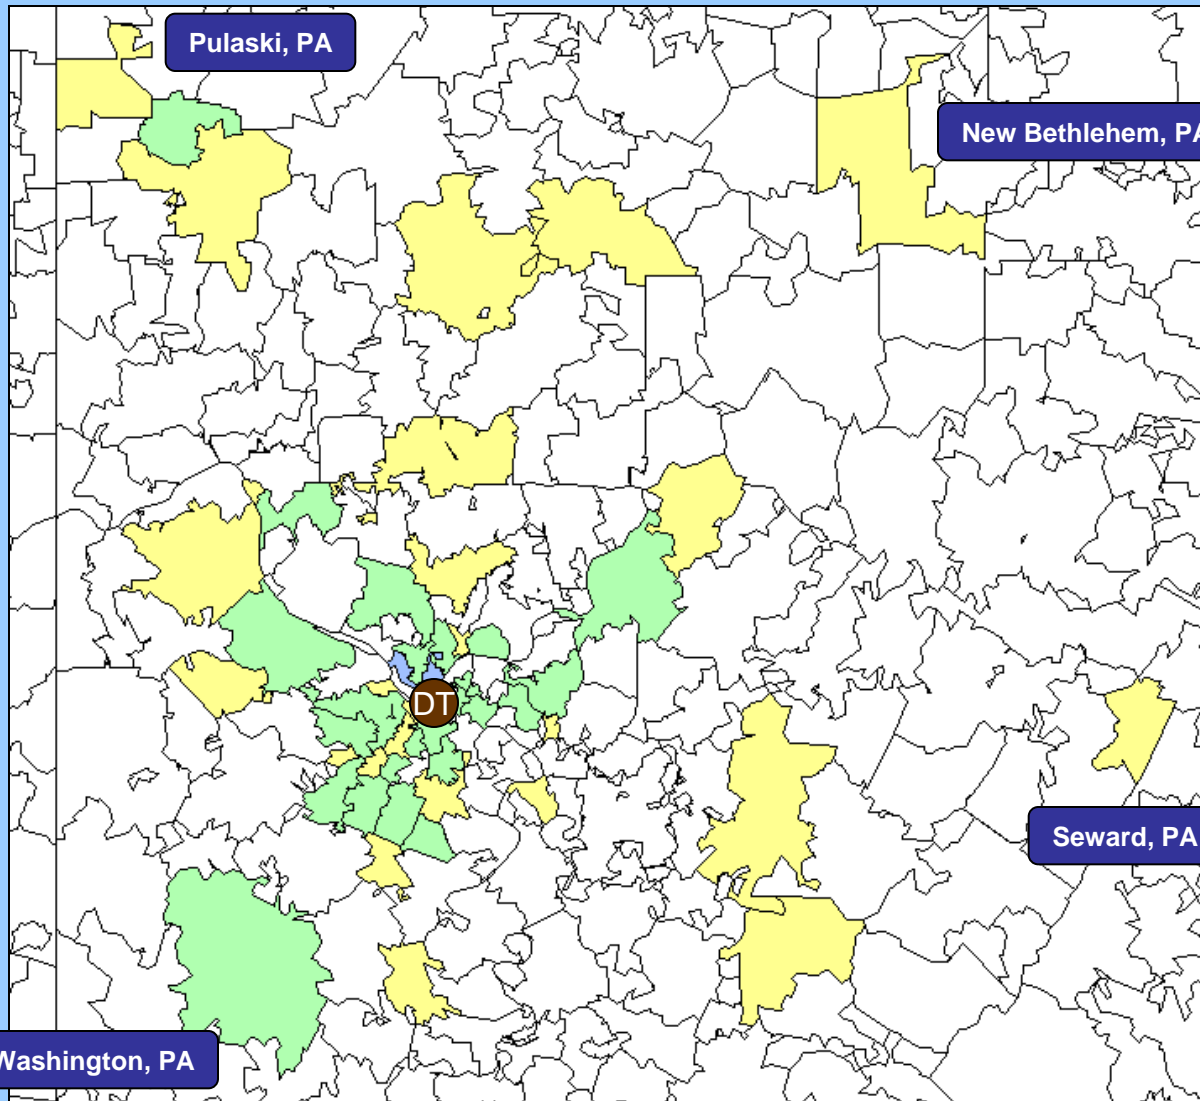 Pulaski, PA
New Bethlehem, PA
DT
Seward, PA
Washington, PA